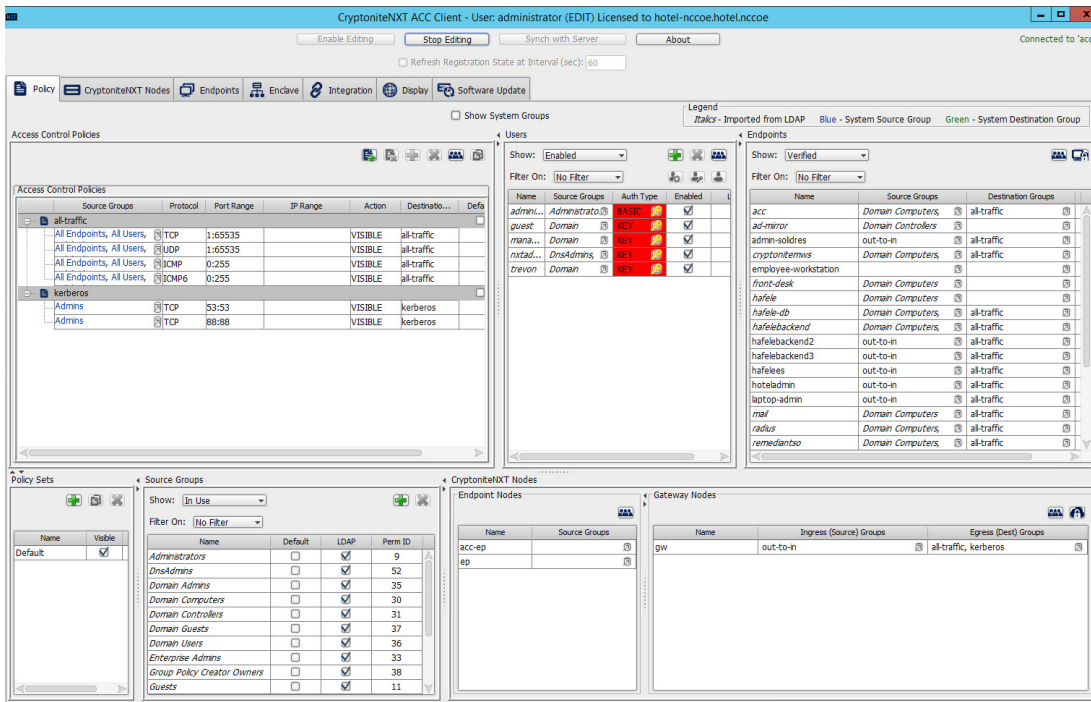 NXT CryptoniteNXT ACC Client - User: administrator (EDIT) Licensed to hotel-nccoe.hotel.nccoe
Enable Editing Stop Editing Synch with Server About Connected to 'acc
Refresh Registration State at Interval (sec): 60
Policy CryptoniteNXT Nodes Endpoints Enclave Integration Display Software Update
Show System Groups
Legend
Italics - Imported from LDAP Blue - System Source Group Green - System Destination Group
Access Control Policies
Access Control Policies
Source Groups Protocol Port Range IP Range Action Destinatio... Defa
all-traffic
All Endpoints, All Users, TCP 1:65535 VISIBLE all-traffic
All Endpoints, All Users, UDP 1:65535 VISIBLE all-traffic
All Endpoints, All Users, ICMP 0:255 VISIBLE all-traffic
All Endpoints, All Users, ICMP6 0:255 VISIBLE all-traffic
kerberos
Admins TCP 53:53 VISIBLE kerberos
Admins TCP 88:88 VISIBLE kerberos
Users
Show: Enabled
Filter On: No Filter
Name Source Groups Auth Type Enabled L
admini... Administrato... BASIC
guest Domain KEY
mana... Domain KEY
nxtad... DnsAdmins, KEY
trevon Domain KEY
Endpoints
Show: Verified
Filter On: No Filter
Name Source Groups Destination Groups
acc Domain Computers, all-traffic
ad-mirror Domain Controllers
admin-solidres out-to-in all-traffic
cryptonitemws Domain Computers, all-traffic
employee-workstation
front-desk Domain Computers
hafele Domain Computers
hafele-db Domain Computers, all-traffic
hafelebackend Domain Computers, all-traffic
hafelebackend2 out-to-in all-traffic
hafelebackend3 out-to-in all-traffic
hafelees out-to-in all-traffic
hoteladmin out-to-in all-traffic
laptop-admin out-to-in all-traffic
mail Domain Computers all-traffic
radius Domain Computers, all-traffic
remediantso Domain Computers, all-traffic
Policy Sets
Name Visible
Default
Source Groups
Show: In Use
Filter On: No Filter
Name Default LDAP Perm ID
Administrators 9
DnsAdmins 52
Domain Admins 35
Domain Computers 30
Domain Controllers 31
Domain Guests 37
Domain Users 36
Enterprise Admins 33
Group Policy Creator Owners 38
Guests 11
CryptoniteNXT Nodes
Endpoint Nodes
Name Source Groups
acc-ep
ep
Gateway Nodes
Name Ingress (Source) Groups Egress (Dest) Groups
gw out-to-in all-traffic, kerberos